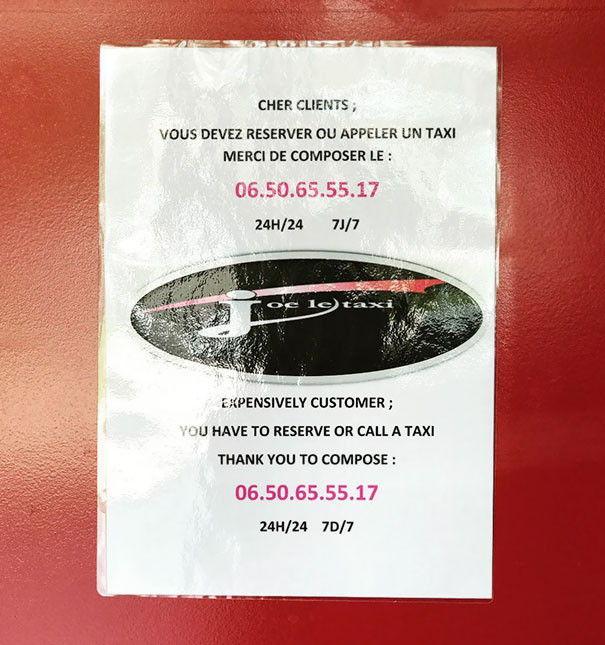 CHER CLIENTS ;
VOUS DEVEZ RESERVER OU APPELER UN TAXI
MERCI DE COMPOSER LE :
06.50.65.55.17
24H/24 7J/7
Joe le taxi
EXPENSIVELY CUSTOMER ;
YOU HAVE TO RESERVE OR CALL A TAXI
THANK YOU TO COMPOSE :
06.50.65.55.17
24H/24 7D/7